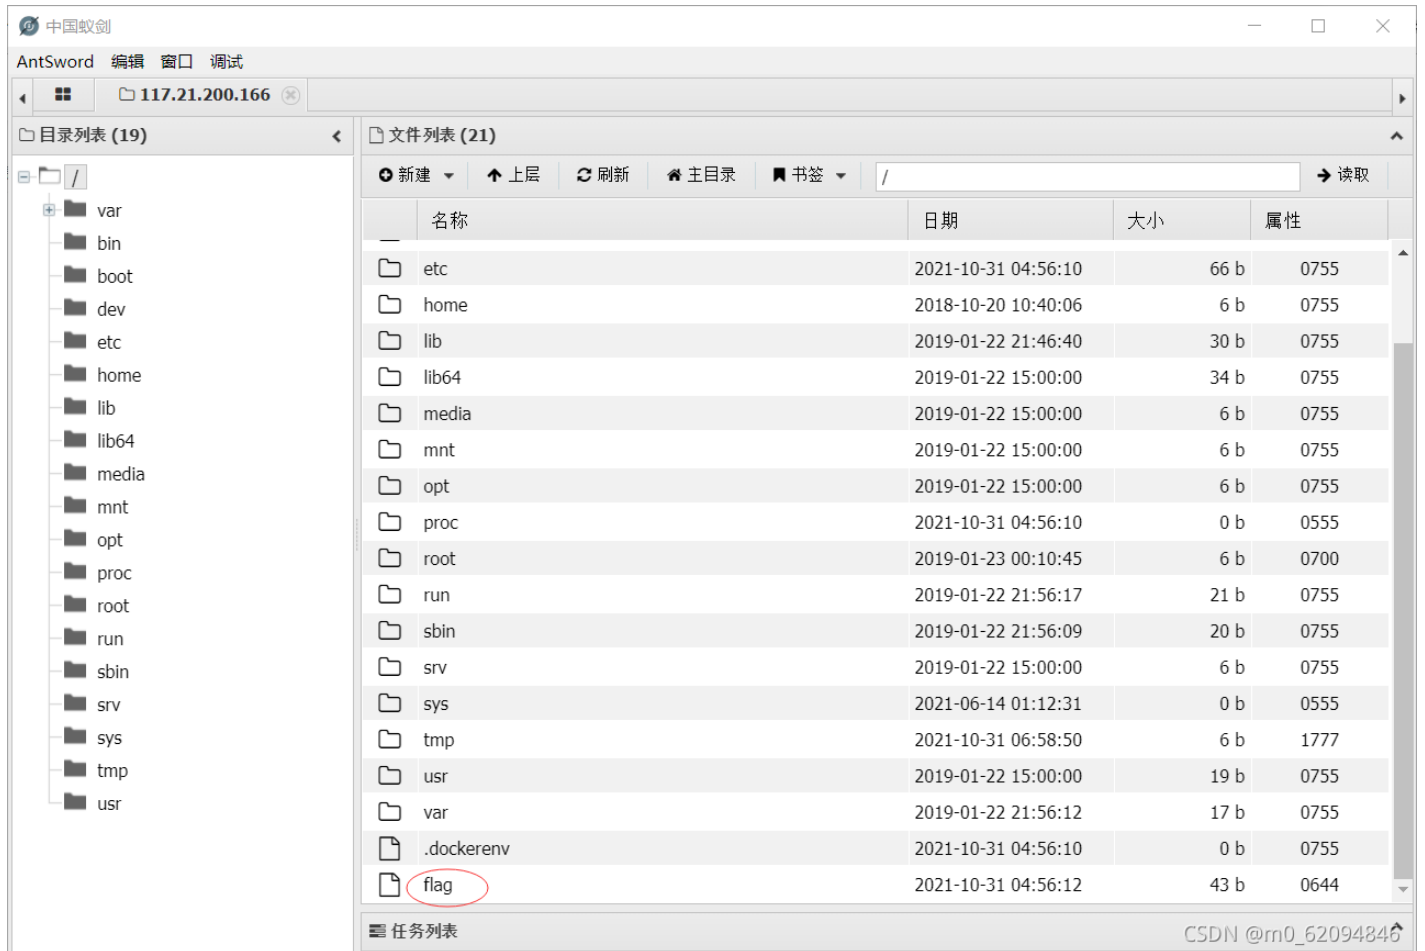 中国蚁剑
AntSword 编辑 窗口 调试
117.21.200.166
目录列表 (19)
/
var
bin
boot
dev
etc
home
lib
lib64
media
mnt
opt
proc
root
run
sbin
srv
sys
tmp
usr
文件列表 (21)
新建 上层 刷新 主目录 书签 / 读取
名称 日期 大小 属性
etc 2021-10-31 04:56:10 66 b 0755
home 2018-10-20 10:40:06 6 b 0755
lib 2019-01-22 21:46:40 30 b 0755
lib64 2019-01-22 15:00:00 34 b 0755
media 2019-01-22 15:00:00 6 b 0755
mnt 2019-01-22 15:00:00 6 b 0755
opt 2019-01-22 15:00:00 6 b 0755
proc 2021-10-31 04:56:10 0 b 0555
root 2019-01-23 00:10:45 6 b 0700
run 2019-01-22 21:56:17 21 b 0755
sbin 2019-01-22 21:56:09 20 b 0755
srv 2019-01-22 15:00:00 6 b 0755
sys 2021-06-14 01:12:31 0 b 0555
tmp 2021-10-31 06:58:50 6 b 1777
usr 2019-01-22 15:00:00 19 b 0755
var 2019-01-22 21:56:12 17 b 0755
.dockerenv 2021-10-31 04:56:10 0 b 0755
flag 2021-10-31 04:56:12 43 b 0644
任务列表
CSDN @m0_62094846